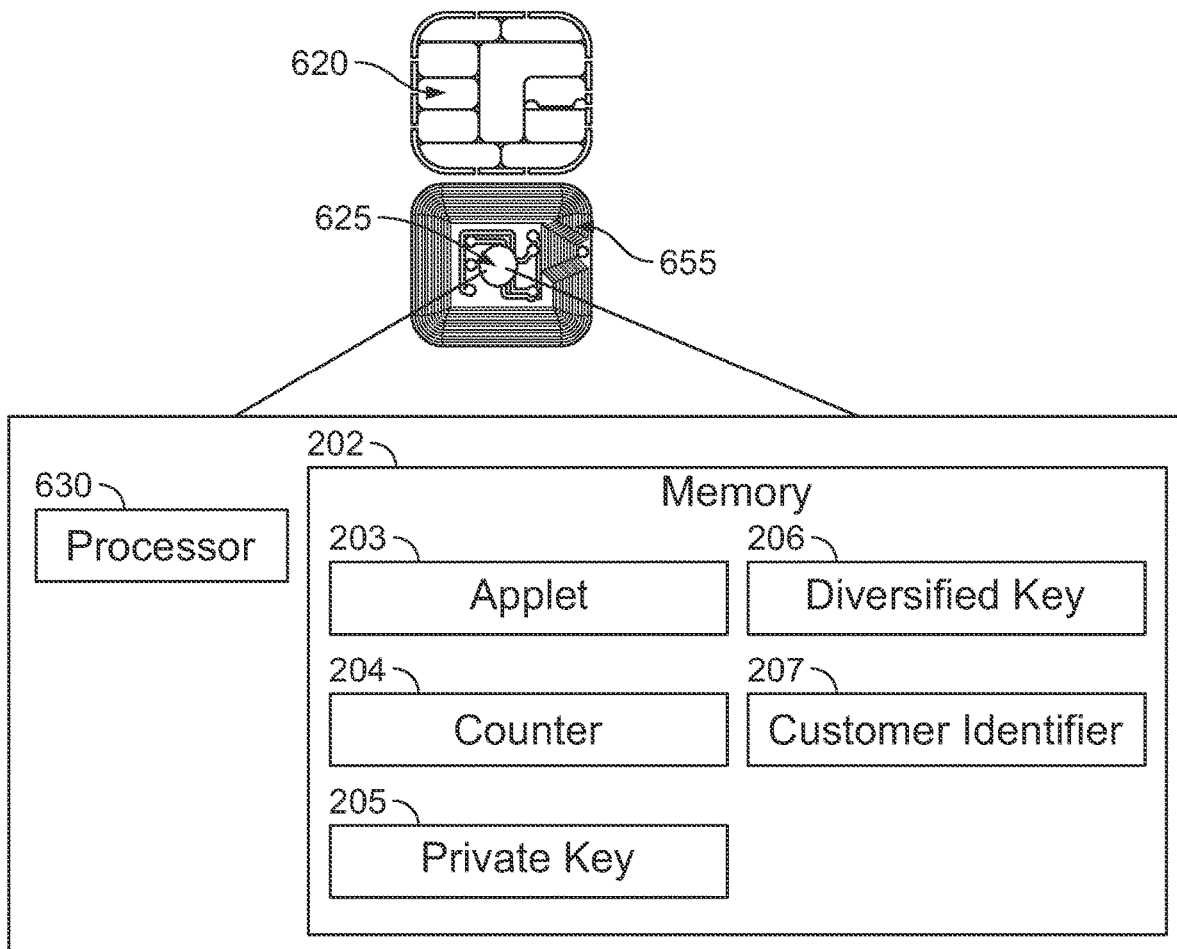 620
625
655
202
Memory
630
Processor
203
Applet
206
Diversified Key
204
Counter
207
Customer Identifier
205
Private Key